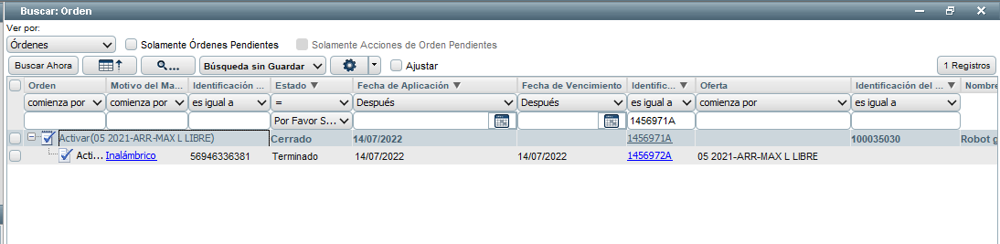 Buscar: Orden
Ver por:
Órdenes Solamente Órdenes Pendientes Solamente Acciones de Orden Pendientes
Buscar Ahora Búsqueda sin Guardar Ajustar 1 Registros
Orden Motivo del Ma... Identificación ... Estado Fecha de Aplicación Fecha de Vencimiento Identific... Oferta Identificación del ... Nombre
comienza por comienza por es igual a = Después Después es igual a comienza por es igual a
Por Favor S... 1456971A
Activar(05 2021-ARR-MAX L LIBRE) Cerrado 14/07/2022 1456971A 100035030 Robot g
Acti... Inalámbrico 56946336381 Terminado 14/07/2022 14/07/2022 1456972A 05 2021-ARR-MAX L LIBRE